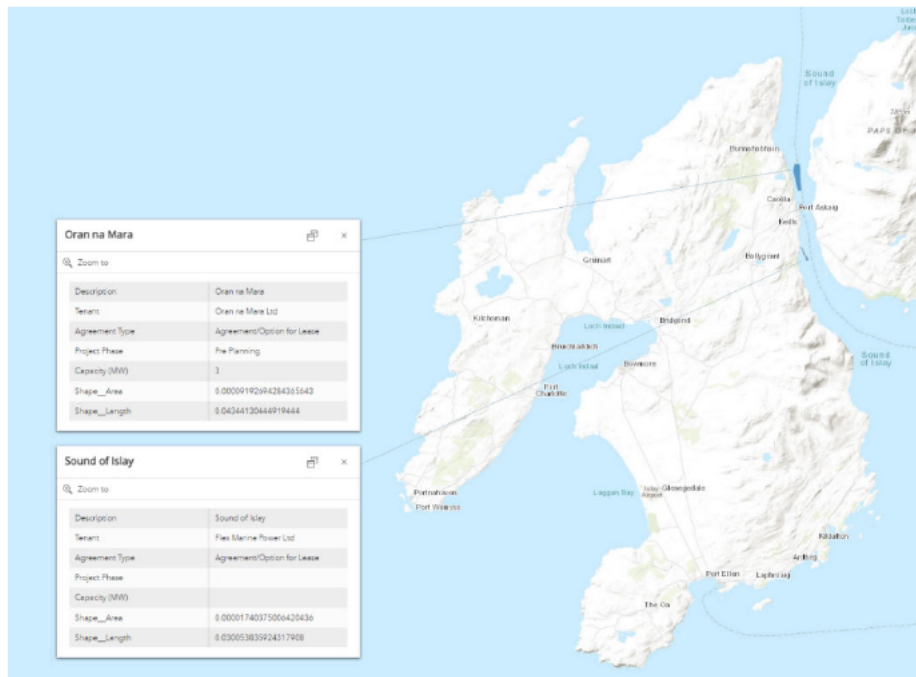 Loch
Sound
of Islay
PAPS OF
Bunnahabhain
Caol Ila
Port Askaig
Keills
Ballygrant
Gruinart
Kilchoman
Loch Indaal
Bridgend
Bruichladdich
Loch Indaal
Bowmore
Port
Charlotte
Sound
of Islay
Portnahaven
Port Wemyss
Laggan Bay
Islay
Airport
Glenegedale
Kildalton
Ardbeg
Port Ellen
Laphroaig
The Oa
Oran na Mara
Zoom to
Description Oran na Mara
Tenant Oran na Mara Ltd
Agreement Type Agreement/Option for Lease
Project Phase Pre Planning
Capacity (MW) 3
Shape__Area 0.00009192694284365643
Shape__Length 0.04344130444919444
Sound of Islay
Zoom to
Description Sound of Islay
Tenant Flex Marine Power Ltd
Agreement Type Agreement/Option for Lease
Project Phase
Capacity (MW)
Shape__Area 0.00001740375006420436
Shape__Length 0.030053835924317908